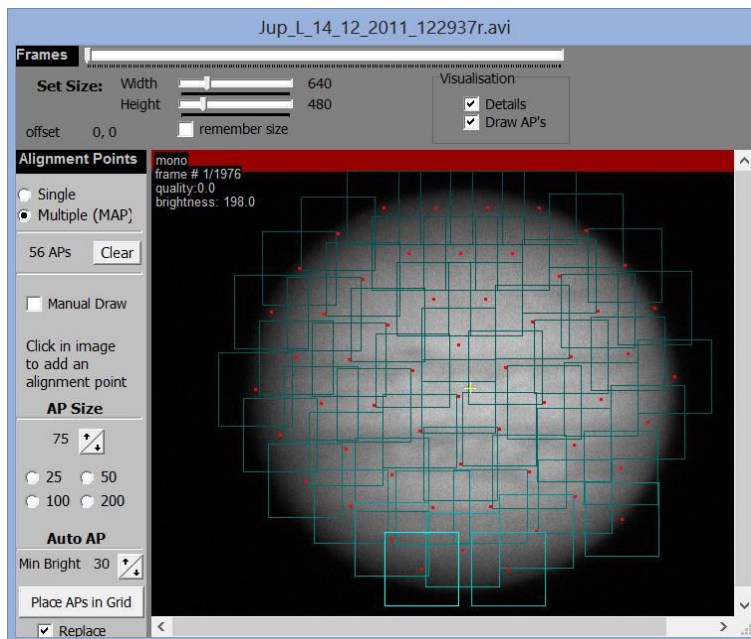 Jup_L_14_12_2011_122937r.avi
Frames
Set Size: Width 640
Height 480
offset 0, 0 remember size
Visualisation
Details
Draw AP's
Alignment Points
Single
Multiple (MAP)
56 APs Clear
Manual Draw
Click in image
to add an
alignment point
AP Size
75
25 50
100 200
Auto AP
Min Bright 30
Place APs in Grid
Replace
mono
frame # 1/1976
quality:0.0
brightness: 198.0